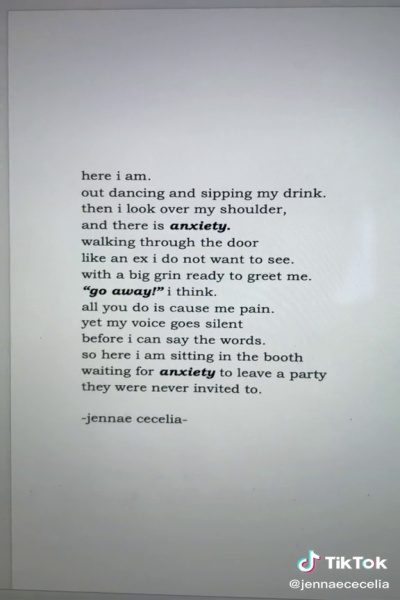 here i am.
out dancing and sipping my drink.
then i look over my shoulder,
and there is anxiety.
walking through the door
like an ex i do not want to see.
with a big grin ready to greet me.
“go away!” i think.
all you do is cause me pain.
yet my voice goes silent
before i can say the words.
so here i am sitting in the booth
waiting for anxiety to leave a party
they were never invited to.
-jennae cecelia-
TikTok
@jennaececelia